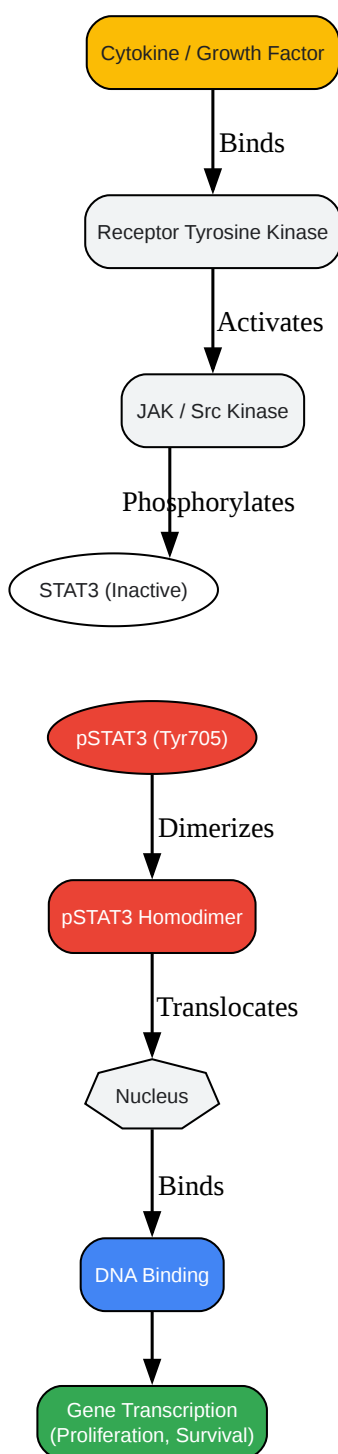 Cytokine / Growth Factor
Binds
Receptor Tyrosine Kinase
Activates
JAK / Src Kinase
Phosphorylates
STAT3 (Inactive)
pSTAT3 (Tyr705)
Dimerizes
pSTAT3 Homodimer
Translocates
Nucleus
Binds
DNA Binding
Gene Transcription
(Proliferation, Survival)